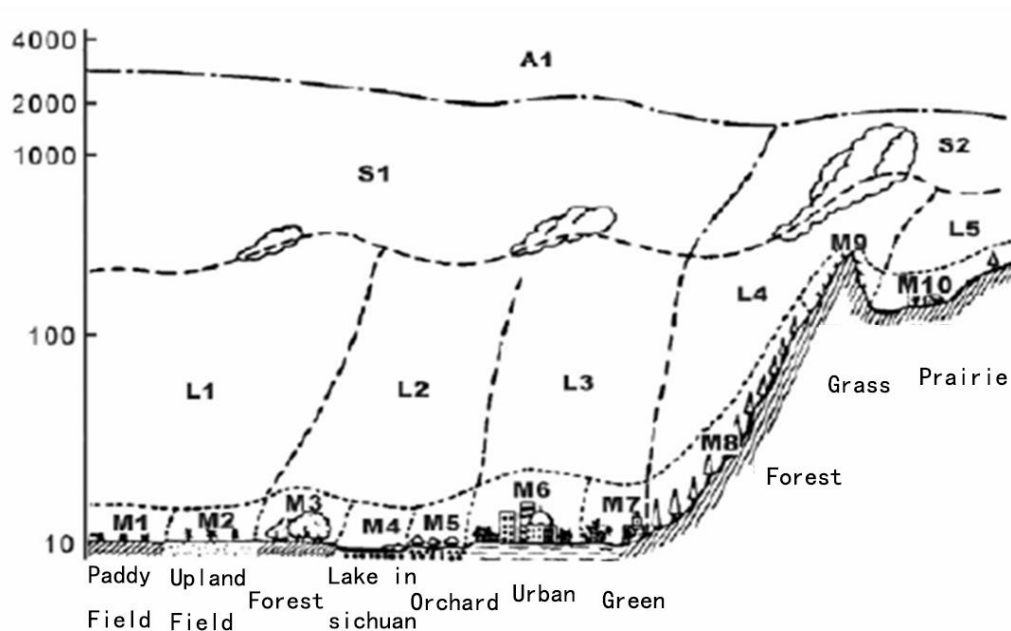 4000
A1
2000
1000
S2
S1
L5
M9
M10
L4
100
L1
L2
L3
Grass
Prairie
M8
Forest
M6
M3
M7
M1
M2
M4
M5
10
Paddy
Field
Upland
Field
Forest
Lake in
sichuan
Orchard
Urban
Green